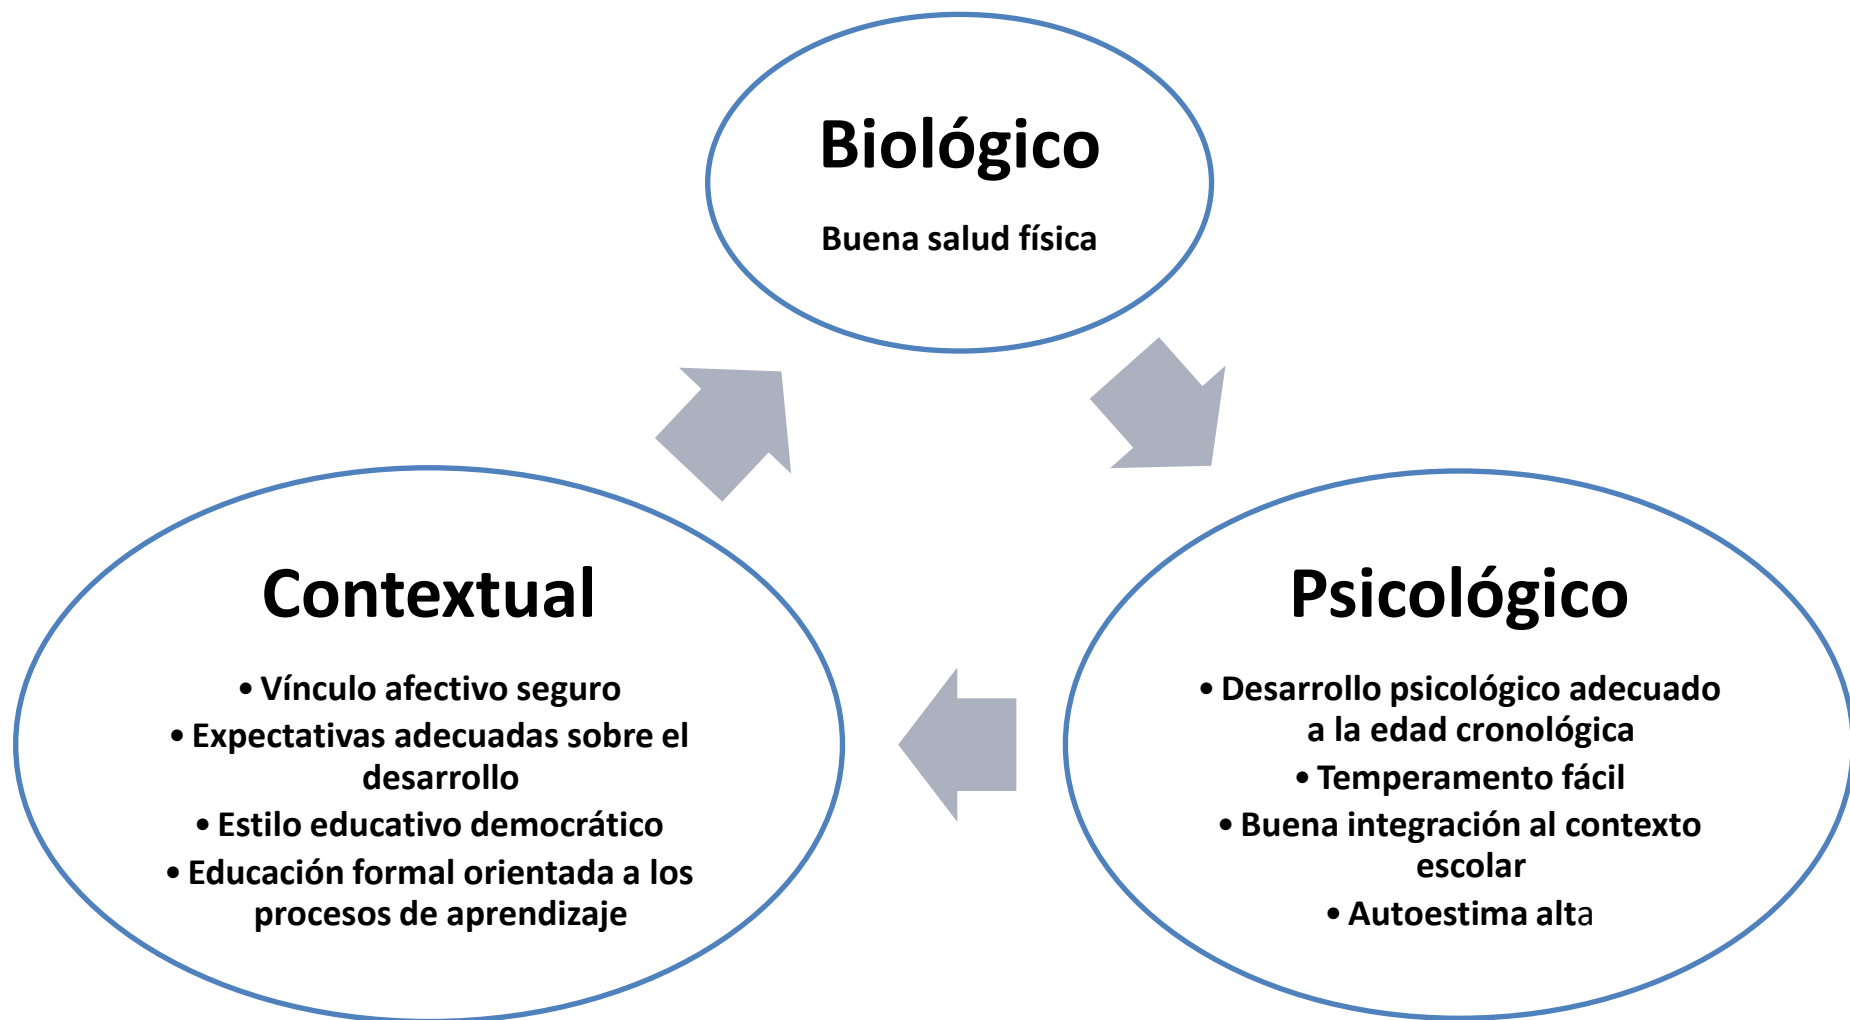 Biológico
Buena salud física
Contextual
• Vínculo afectivo seguro
• Expectativas adecuadas sobre el
desarrollo
• Estilo educativo democrático
• Educación formal orientada a los
procesos de aprendizaje
Psicológico
• Desarrollo psicológico adecuado
a la edad cronológica
• Temperamento fácil
• Buena integración al contexto
escolar
• Autoestima alta